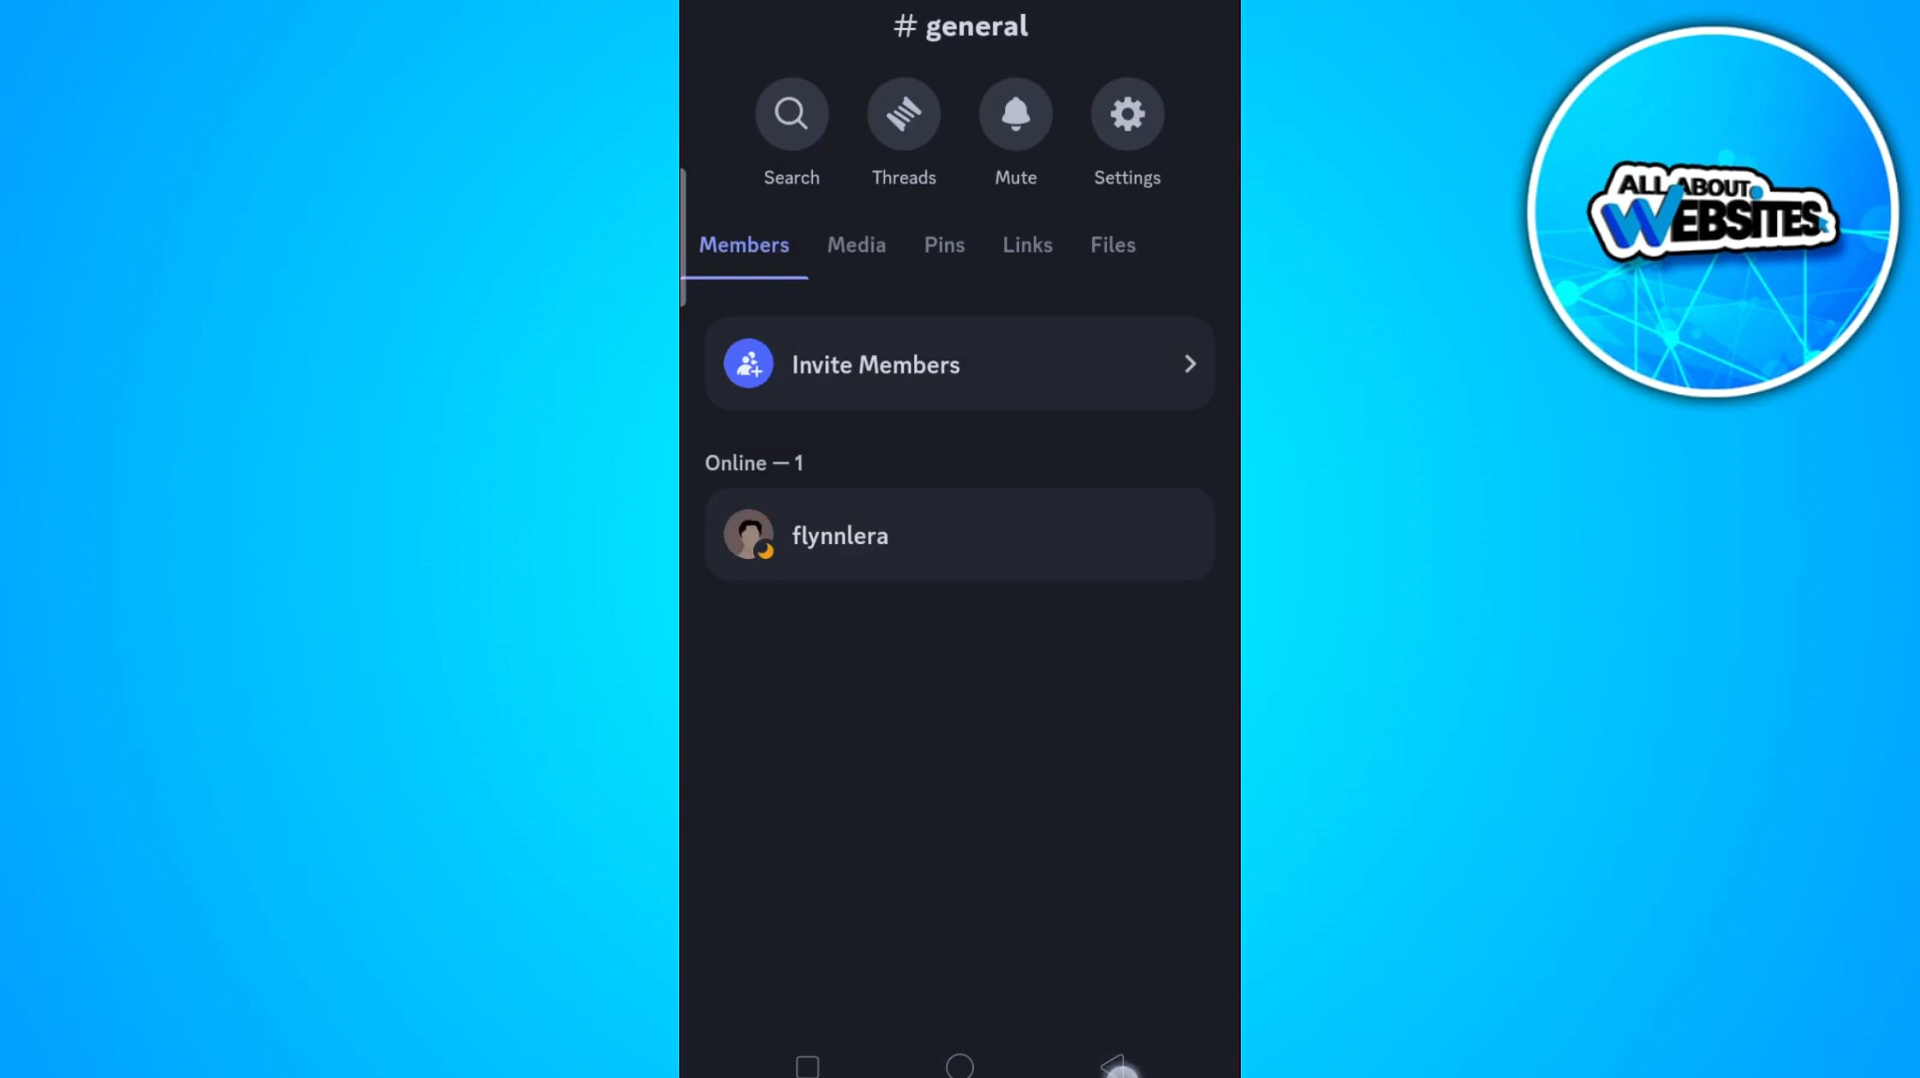 # general
Search Threads Mute Settings
Members Media Pins Links Files
Invite Members
Online — 1
flynnlera
ALL ABOUT
WEBSITES